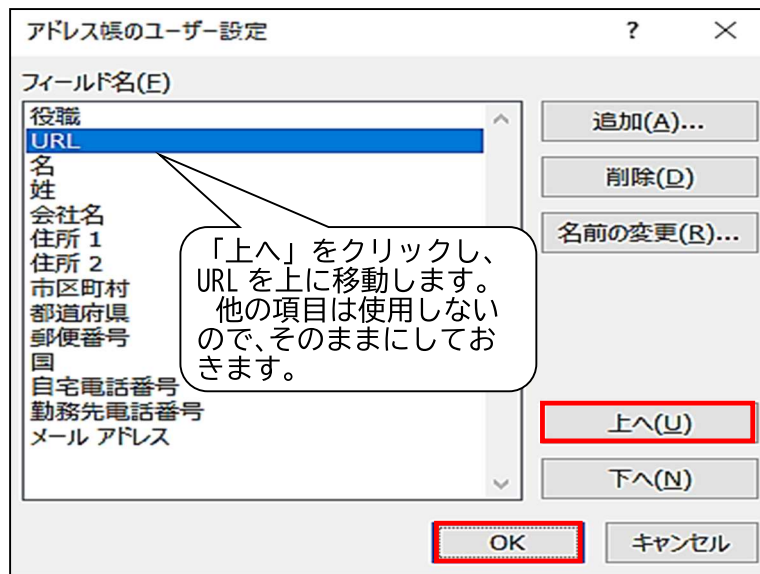 アドレス帳のユーザー設定
フィールド名(F)
役職
URL
名
姓
会社名
住所 1
住所 2
市区町村
都道府県
郵便番号
国
自宅電話番号
勤務先電話番号
メール アドレス
「上へ」をクリックし、
URL を上に移動します。
他の項目は使用しない
ので、そのままにしてお
きます。
追加(A)...
削除(D)
名前の変更(R)...
上へ(U)
下へ(N)
OK
キャンセル